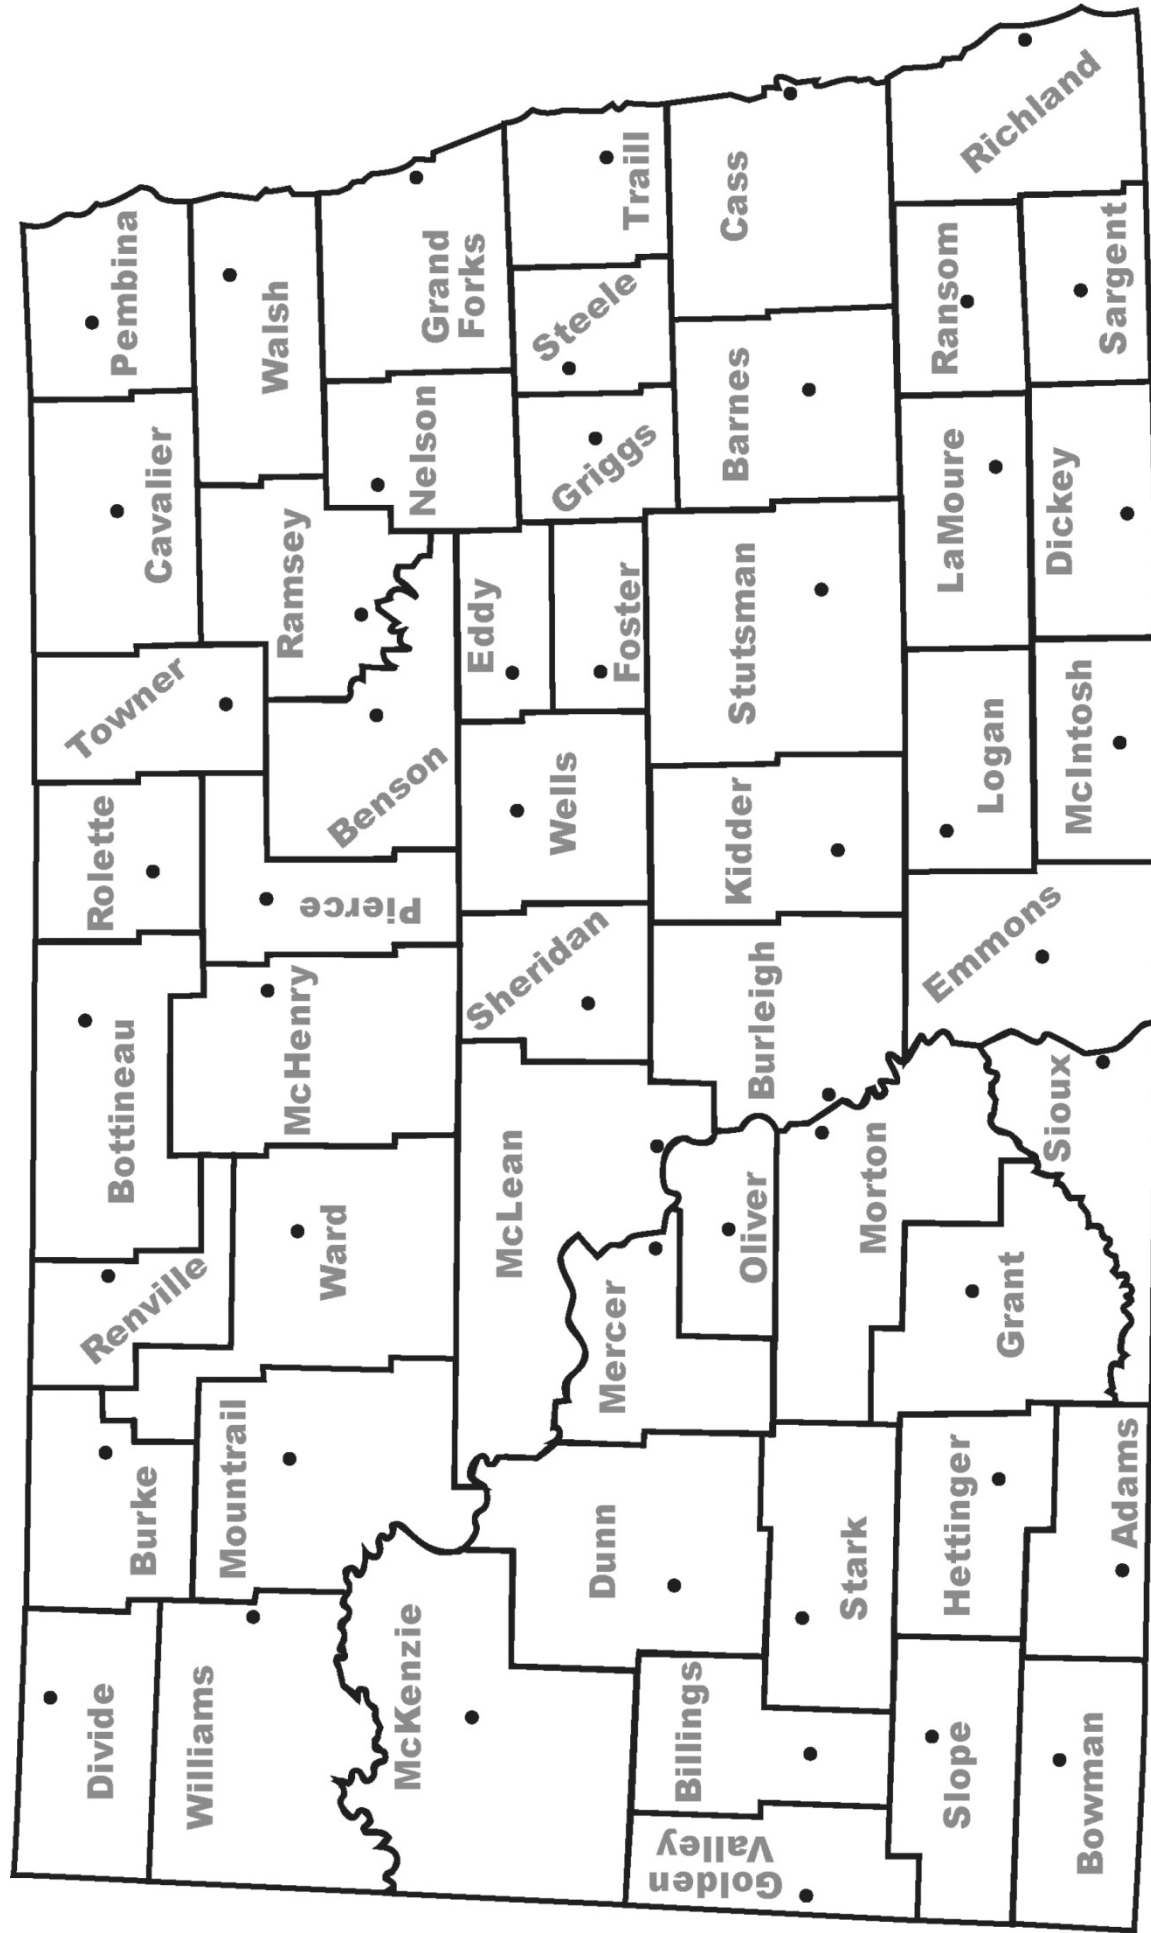 Divide
Burke
Renville
Bottineau
Rolette
Towner
Cavalier
Pembina
Williams
Mountrail
Ward
McHenry
Pierce
Benson
Ramsey
Walsh
Nelson
Grand
Forks
McKenzie
McLean
Sheridan
Wells
Eddy
Foster
Griggs
Steele
Traill
Dunn
Mercer
Oliver
Burleigh
Kidder
Stutsman
Barnes
Cass
Golden
Valley
Billings
Stark
Morton
Slope
Hettinger
Grant
Emmons
Logan
LaMoure
Ransom
Richland
Bowman
Adams
Sioux
McIntosh
Dickey
Sargent